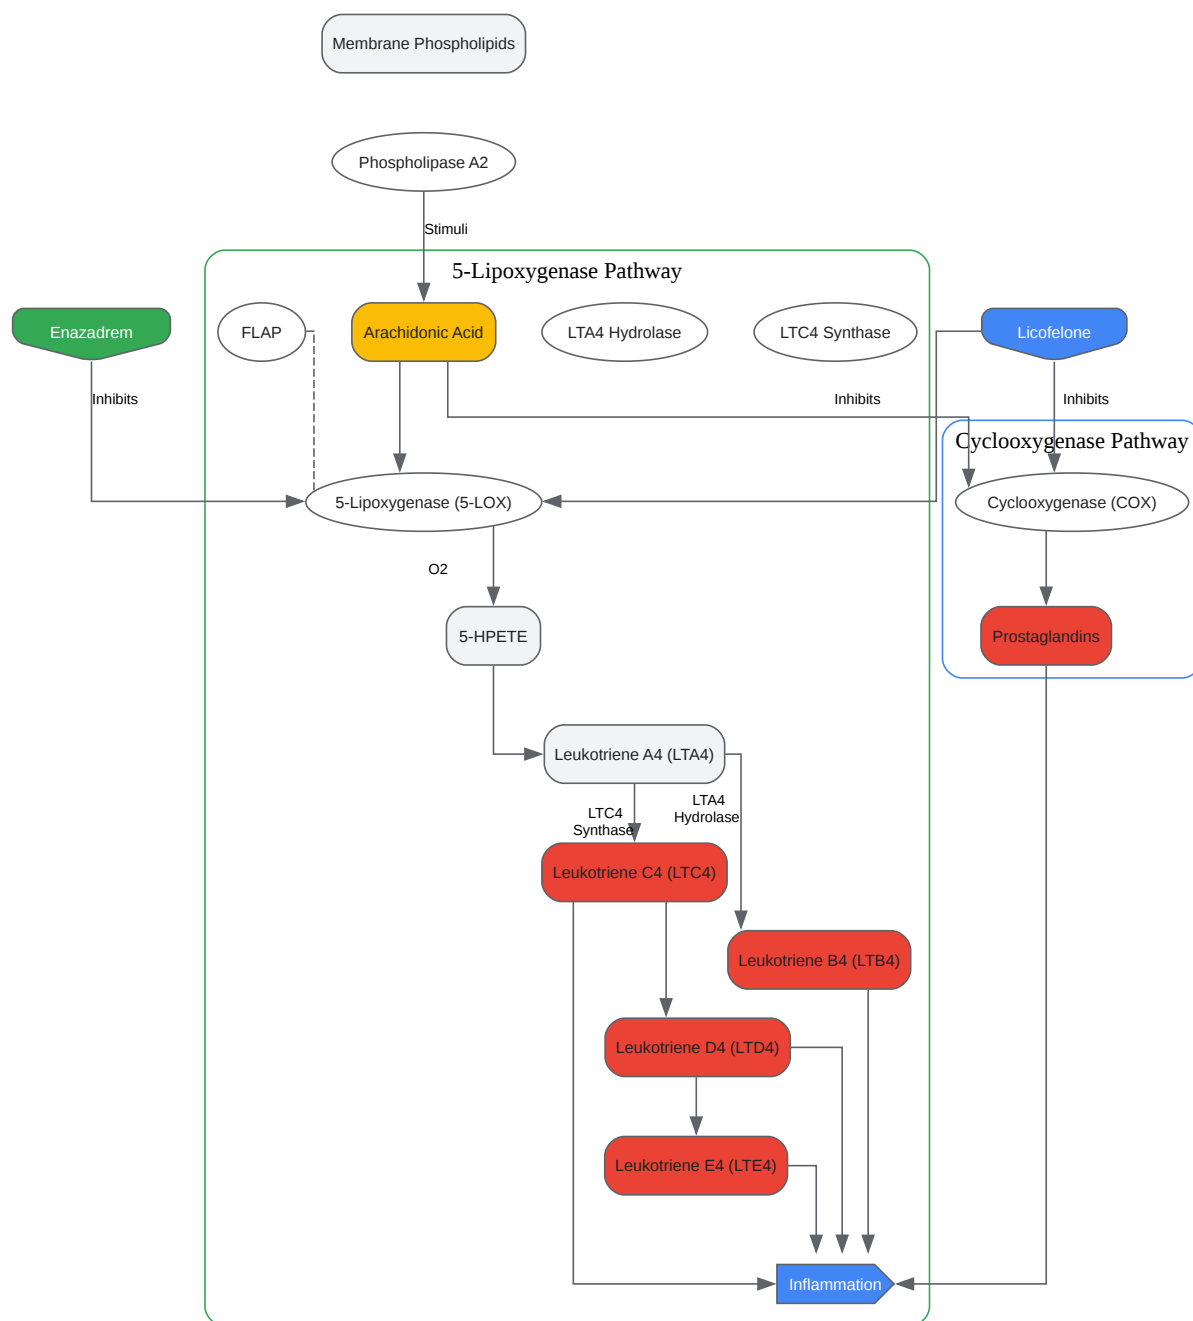 Membrane Phospholipids
Phospholipase A2
Stimuli
5-Lipoxygenase Pathway
Enazadrem
FLAP
Arachidonic Acid
LTA4 Hydrolase
LTC4 Synthase
Licofelone
Inhibits
Inhibits
Inhibits
Cyclooxygenase Pathway
5-Lipoxygenase (5-LOX)
Cyclooxygenase (COX)
O2
5-HPETE
Prostaglandins
Leukotriene A4 (LTA4)
LTC4
Synthase
LTA4
Hydrolase
Leukotriene C4 (LTC4)
Leukotriene B4 (LTB4)
Leukotriene D4 (LTD4)
Leukotriene E4 (LTE4)
Inflammation